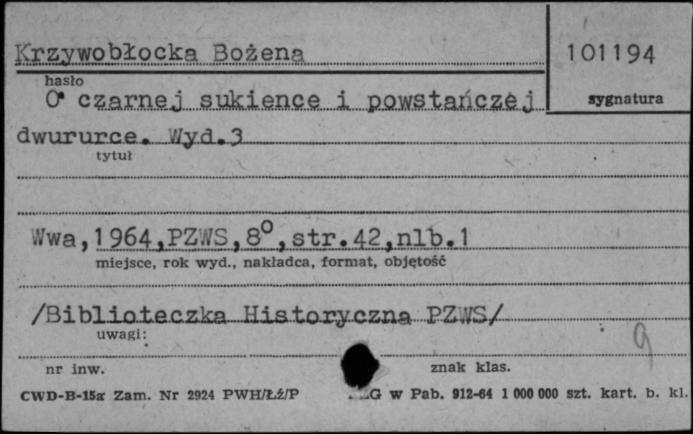 Krzywobłocka Bożena
101194
hasło
sygnatura
O czarnej sukience i powstańczej
dwururce. Wyd.3
tytuł
Wwa,1964,PZWS,8°,str.42,nlb.1
miejsce, rok wyd., nakładca, format, objętość
/Biblioteczka Historyczna PZWS/
uwagi:
nr inw.
znak klas.
CWD-B-15a Zam. Nr 2924 PWH/Łź/P
w Pab. 912-64 1 000 000 szt. kart. b. kl.